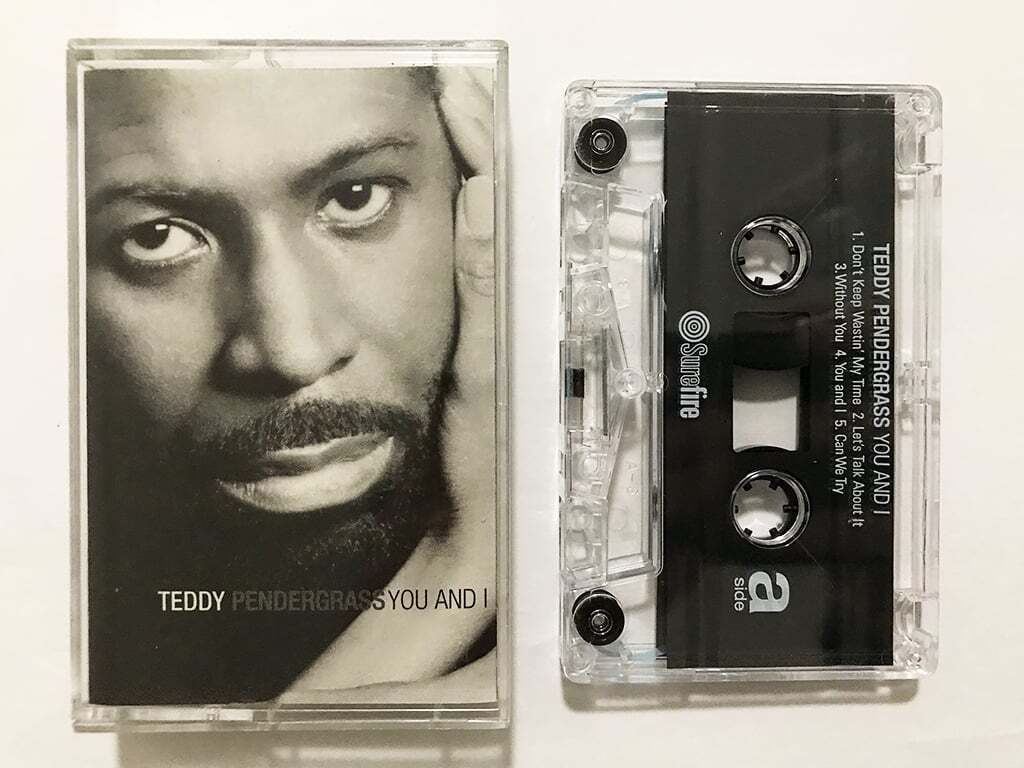 TEDDY PENDERGRASS YOU AND I
TEDDY PENDERGRASS YOU AND I
1. Don't Keep Wastin' My Time 2. Let's Talk About It
3. Without You 4. You and I 5. Can We Try
Surefire
a
side